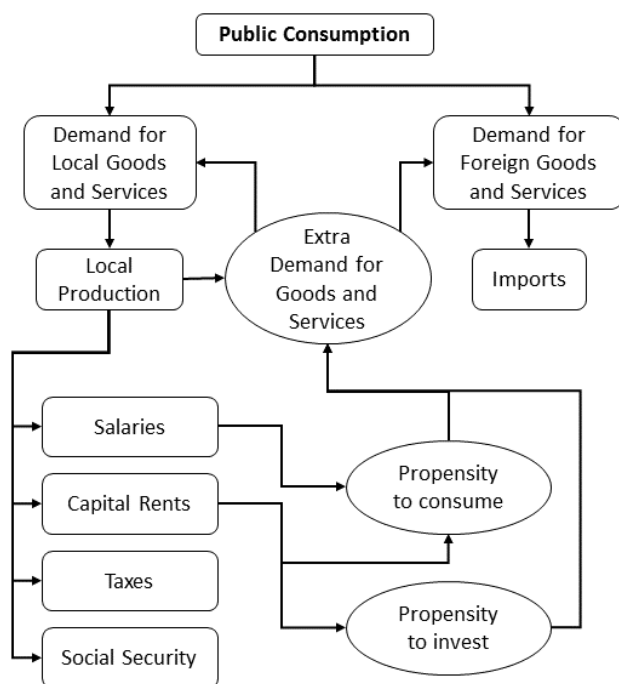 Public Consumption
Demand for
Local Goods
and Services
Demand for
Foreign Goods
and Services
Extra
Demand for
Goods and
Services
Local
Production
Imports
Salaries
Propensity
to consume
Capital Rents
Taxes
Propensity
to invest
Social Security